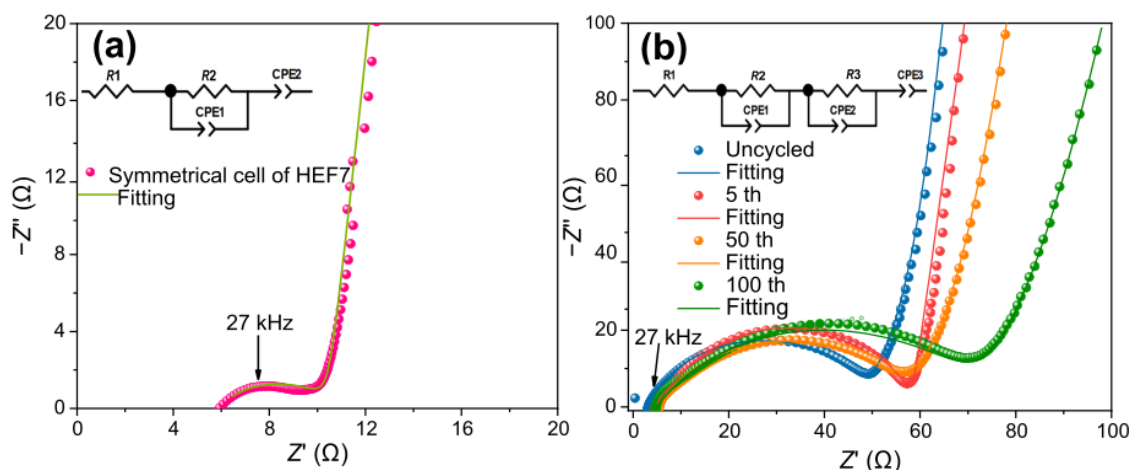 (a)
R1
R2
CPE1
CPE2
Symmetrical cell of HEF7
Fitting
27 kHz
20
16
12
8
4
0
0
4
8
12
16
20
−Z″ (Ω)
Z′ (Ω)
(b)
R1
R2
CPE1
R3
CPE2
CPE3
Uncycled
Fitting
5 th
Fitting
50 th
Fitting
100 th
Fitting
27 kHz
100
80
60
40
20
0
0
20
40
60
80
100
−Z″ (Ω)
Z′ (Ω)